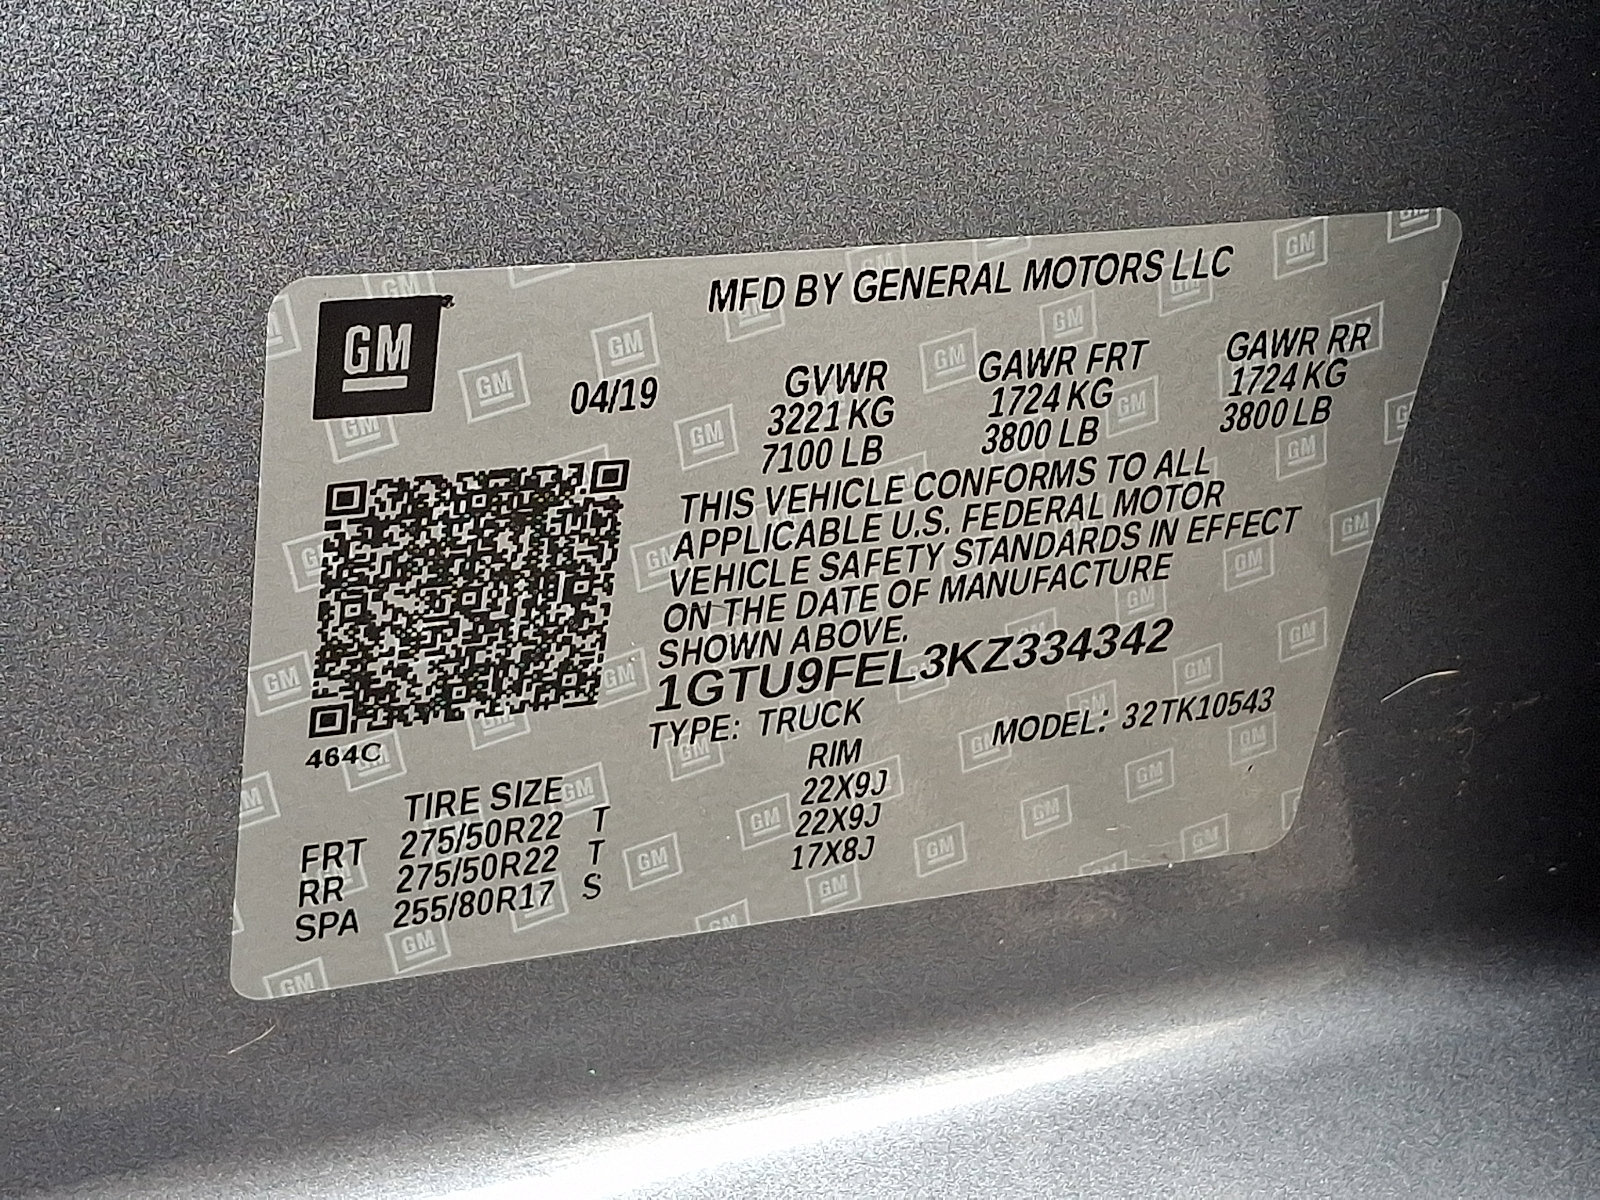 GM
MFD BY GENERAL MOTORS LLC
04/19
GVWR GAWR FRT GAWR RR
3221 KG 1724 KG 1724 KG
7100 LB 3800 LB 3800 LB
THIS VEHICLE CONFORMS TO ALL
APPLICABLE U.S. FEDERAL MOTOR
VEHICLE SAFETY STANDARDS IN EFFECT
ON THE DATE OF MANUFACTURE
SHOWN ABOVE.
1GTU9FEL3KZ334342
TYPE: TRUCK MODEL: 32TK10543
464C
TIRE SIZE RIM
FRT 275/50R22 T 22X9J
RR 275/50R22 T 22X9J
SPA 255/80R17 S 17X8J